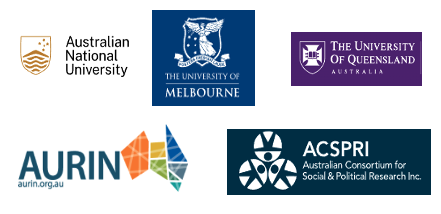 Australian
National
University
THE UNIVERSITY OF
MELBOURNE
THE UNIVERSITY
OF QUEENSLAND
AUSTRALIA
AURIN
aurin.org.au
ACSPRI
Australian Consortium for
Social & Political Research Inc.